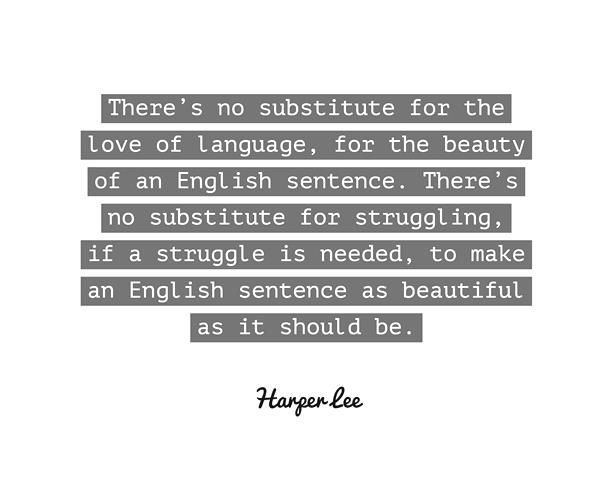 There’s no substitute for the
love of language, for the beauty
of an English sentence. There’s
no substitute for struggling,
if a struggle is needed, to make
an English sentence as beautiful
as it should be.
Harper Lee